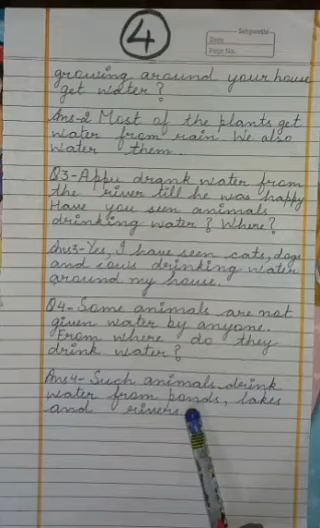 4
Date
Page No.
growing around your house
get water?
Ans-2 Most of the plants get
water from rain. We also
water them.
Q3-Appu drank water from
the river till he was happy
Have you seen animals
drinking water? Where?
Ans3-Yes, I have seen cats, dogs
and cows drinking water
around my house.
Q4-Some animals are not
given water by anyone.
From where do they
drink water?
Ans4-Such animals drink
water from ponds, lakes
and rivers.